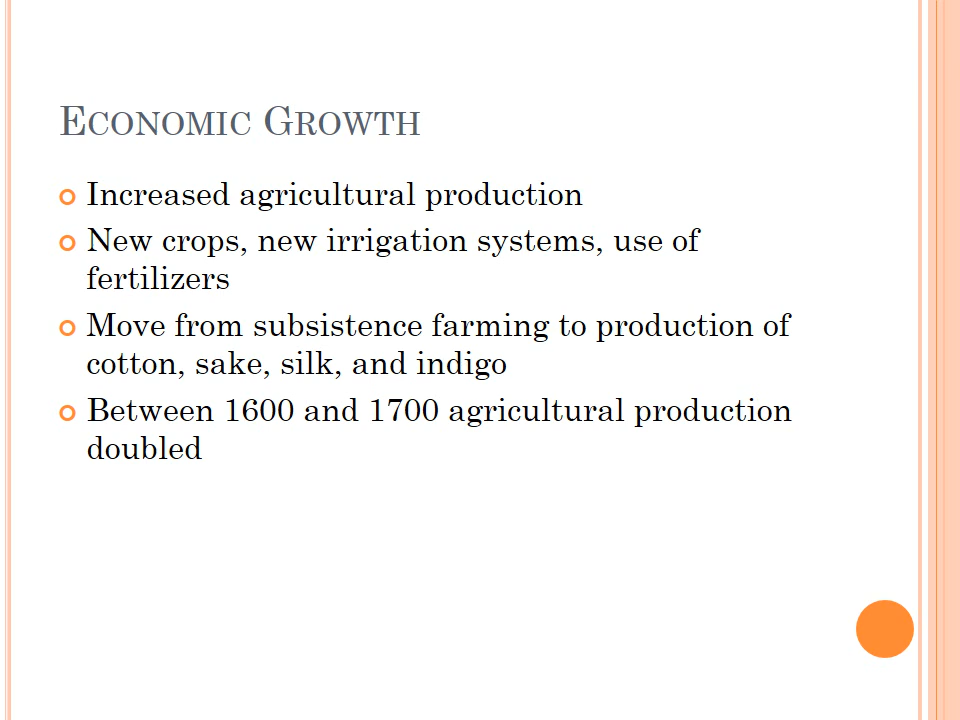 Economic Growth
Increased agricultural production
New crops, new irrigation systems, use of
fertilizers
Move from subsistence farming to production of
cotton, sake, silk, and indigo
Between 1600 and 1700 agricultural production
doubled